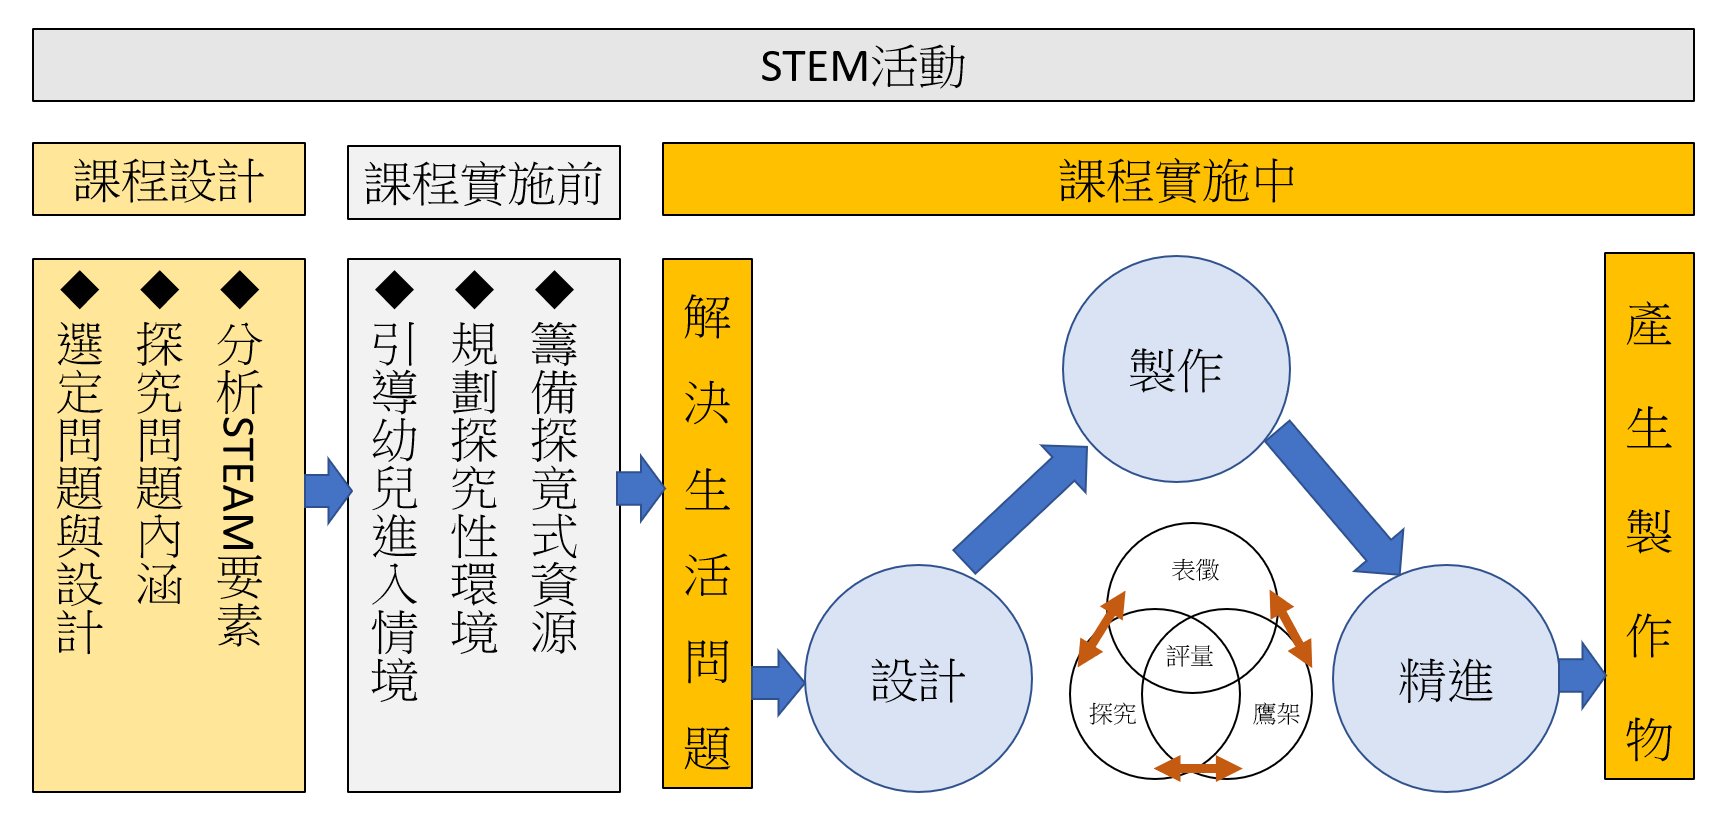 STEM活動
課程設計
課程實施前
課程實施中
◆選定問題與設計
◆探究問題內涵
◆分析STEAM要素
◆引導幼兒進入情境
◆規劃探究性環境
◆籌備探竟式資源
解決生活問題
設計
製作
精進
表徵
評量
探究
鷹架
產生製作物